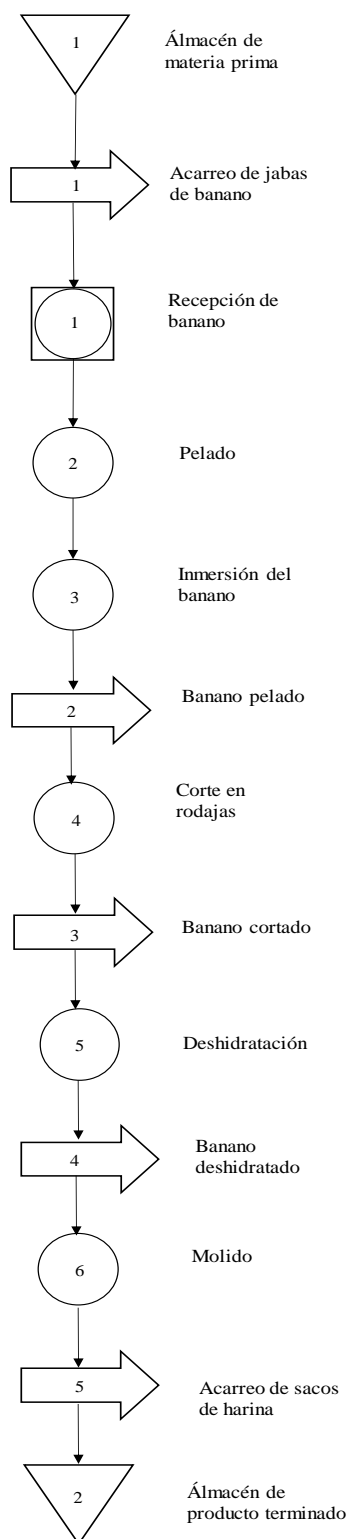 1
Álmacén de
materia prima
1
Acarreo de jabas
de banano
1
Recepción de
banano
2
Pelado
3
Inmersión del
banano
2
Banano pelado
4
Corte en
rodajas
3
Banano cortado
5
Deshidratación
4
Banano
deshidratado
6
Molido
5
Acarreo de sacos
de harina
2
Álmacén de
producto terminado